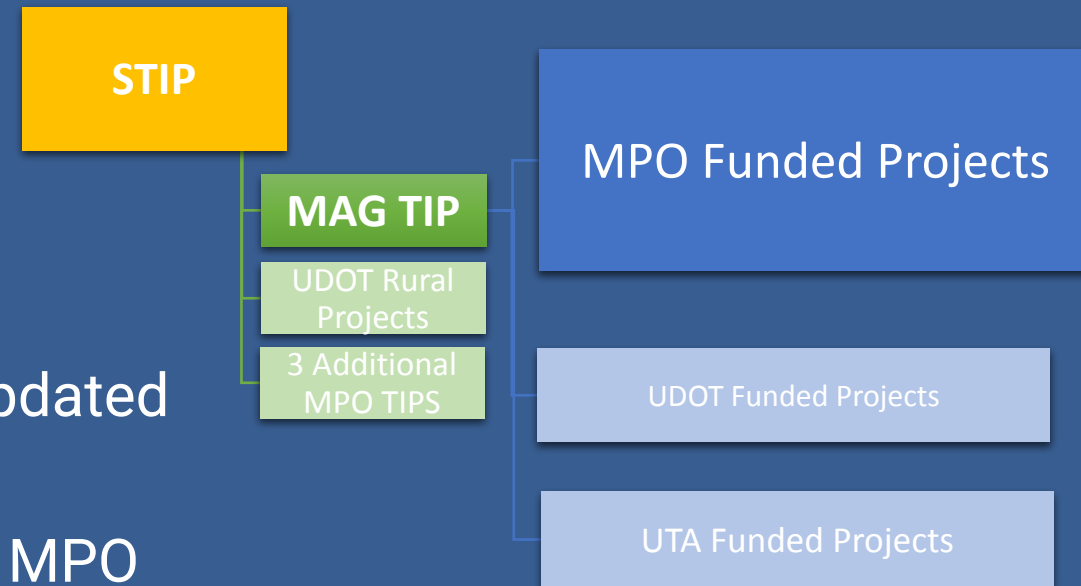 STIP
MPO Funded Projects
MAG TIP
UDOT Rural
Projects
3 Additional
MPO TIPS
UDOT Funded Projects
UTA Funded Projects
MPO